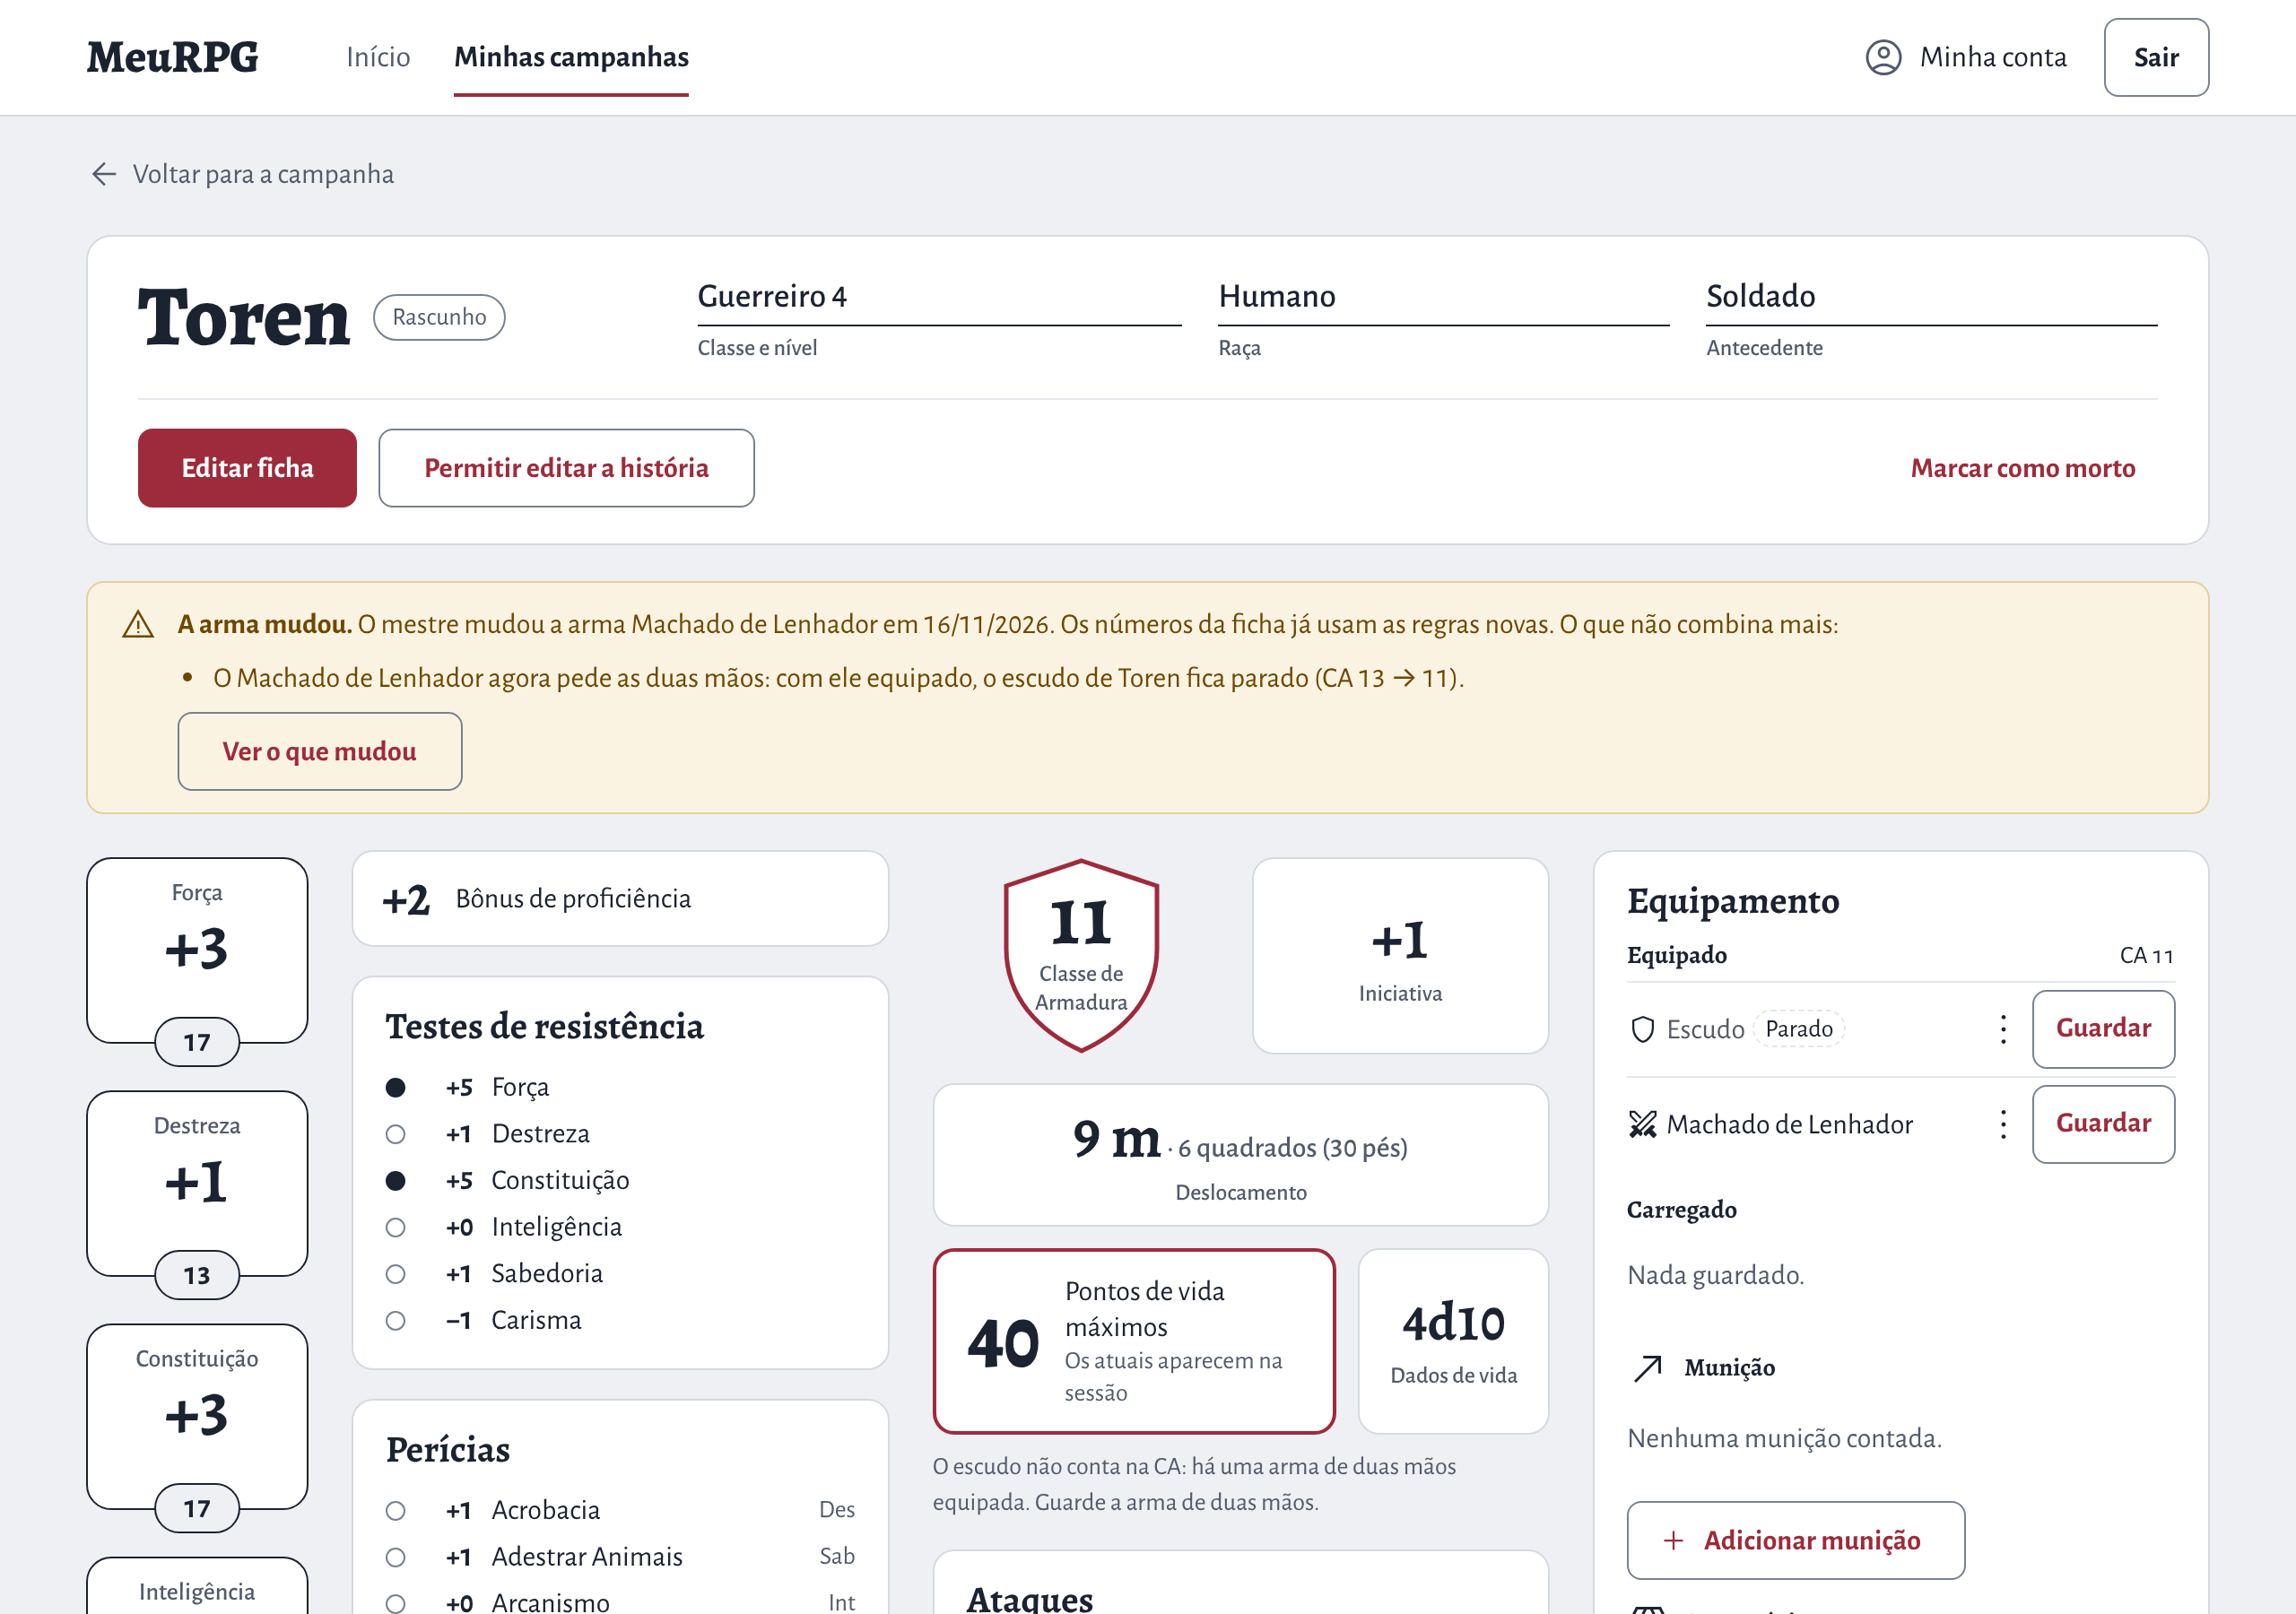 MeuRPG
Início
Minhas campanhas
Minha conta
Sair
Voltar para a campanha
Toren
Rascunho
Guerreiro 4
Classe e nível
Humano
Raça
Soldado
Antecedente
Editar ficha
Permitir editar a história
Marcar como morto
A arma mudou. O mestre mudou a arma Machado de Lenhador em 16/11/2026. Os números da ficha já usam as regras novas. O que não combina mais:
• O Machado de Lenhador agora pede as duas mãos: com ele equipado, o escudo de Toren fica parado (CA 13 → 11).
Ver o que mudou
Força
+3
17
Destreza
+1
13
Constituição
+3
17
Inteligência
+2 Bônus de proficiência
Testes de resistência
+5 Força
+1 Destreza
+5 Constituição
+0 Inteligência
+1 Sabedoria
−1 Carisma
Perícias
+1 Acrobacia Des
+1 Adestrar Animais Sab
+0 Arcanismo Int
11
Classe de
Armadura
+1
Iniciativa
9 m · 6 quadrados (30 pés)
Deslocamento
40
Pontos de vida
máximos
Os atuais aparecem na
sessão
4d10
Dados de vida
O escudo não conta na CA: há uma arma de duas mãos
equipada. Guarde a arma de duas mãos.
Ataques
Equipamento
Equipado CA 11
Escudo Parado Guardar
Machado de Lenhador Guardar
Carregado
Nada guardado.
Munição
Nenhuma munição contada.
+ Adicionar munição